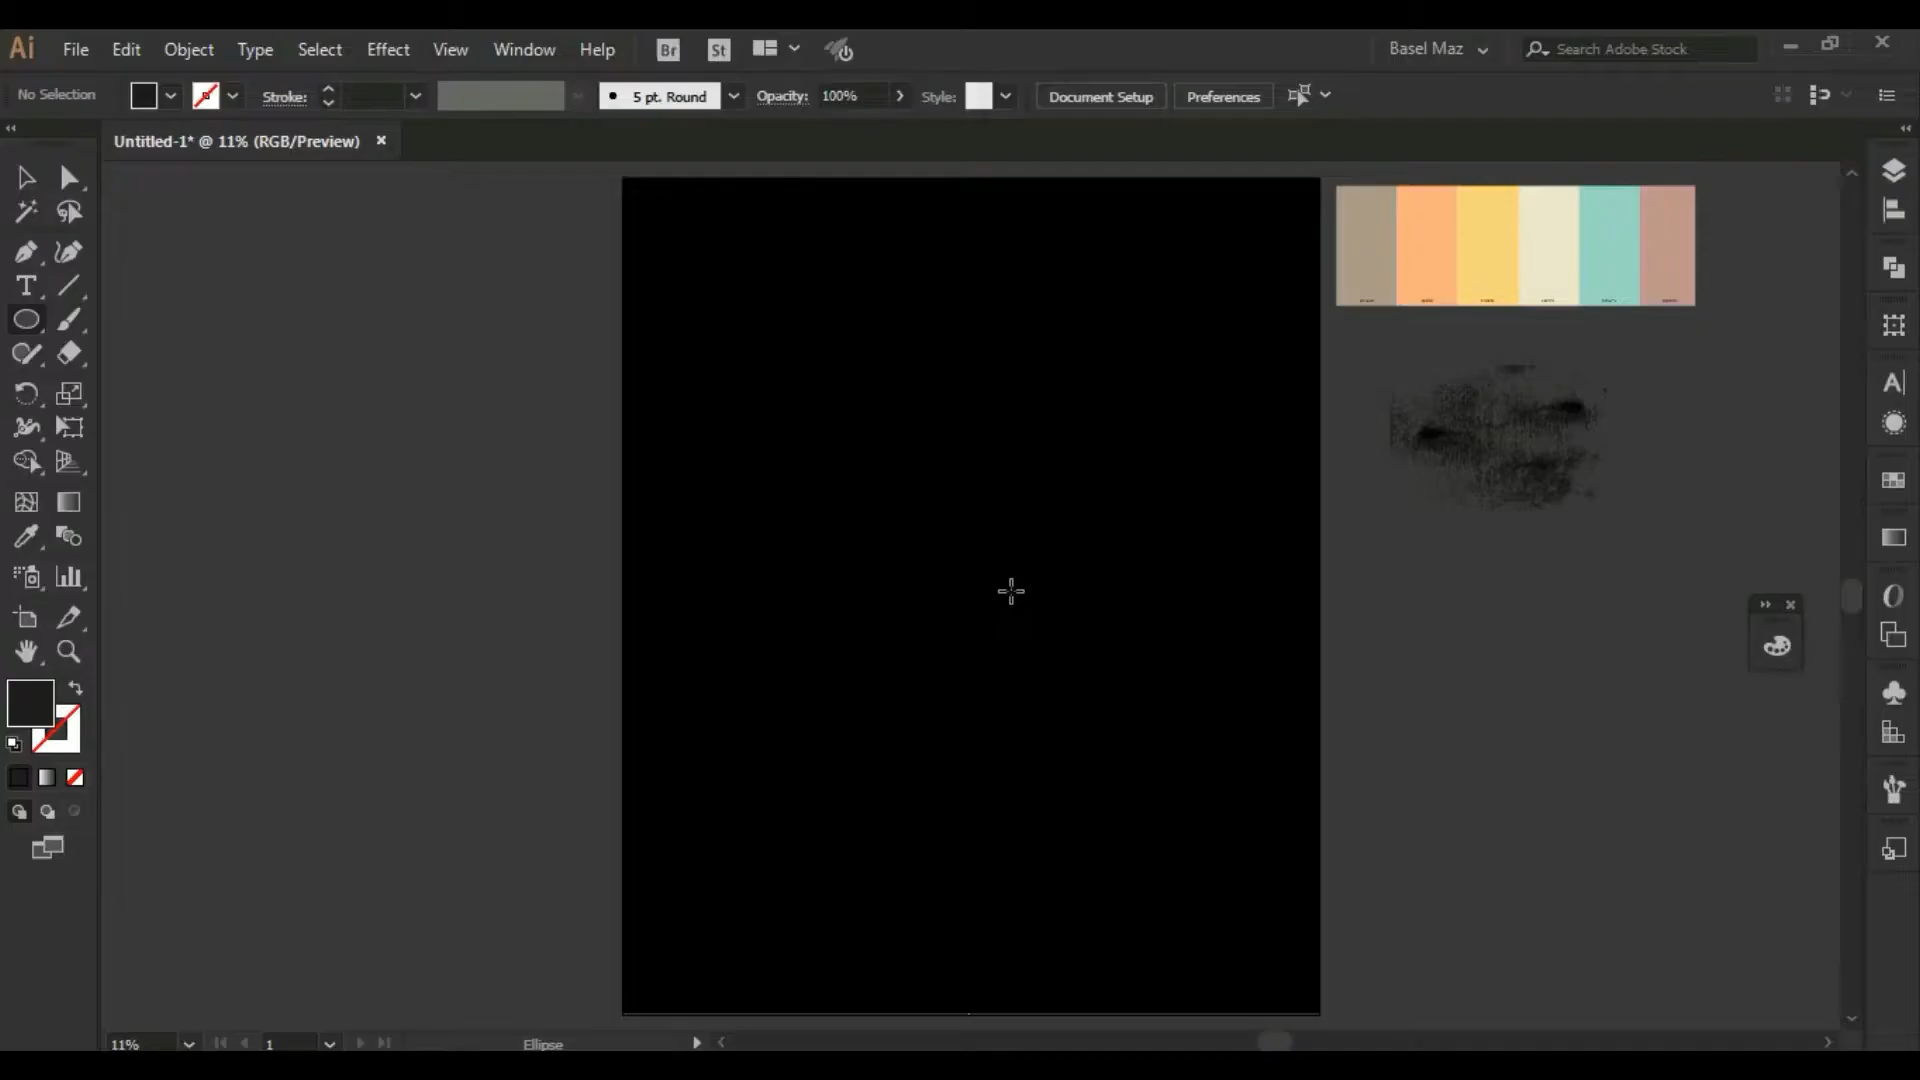 Ai File Edit Object Type Select Effect View Window Help Br St Basel Maz Search Adobe Stock
No Selection Stroke: 5 pt. Round Opacity: 100% Style: Document Setup Preferences
Untitled-1* @ 11% (RGB/Preview)
11% 1 Ellipse